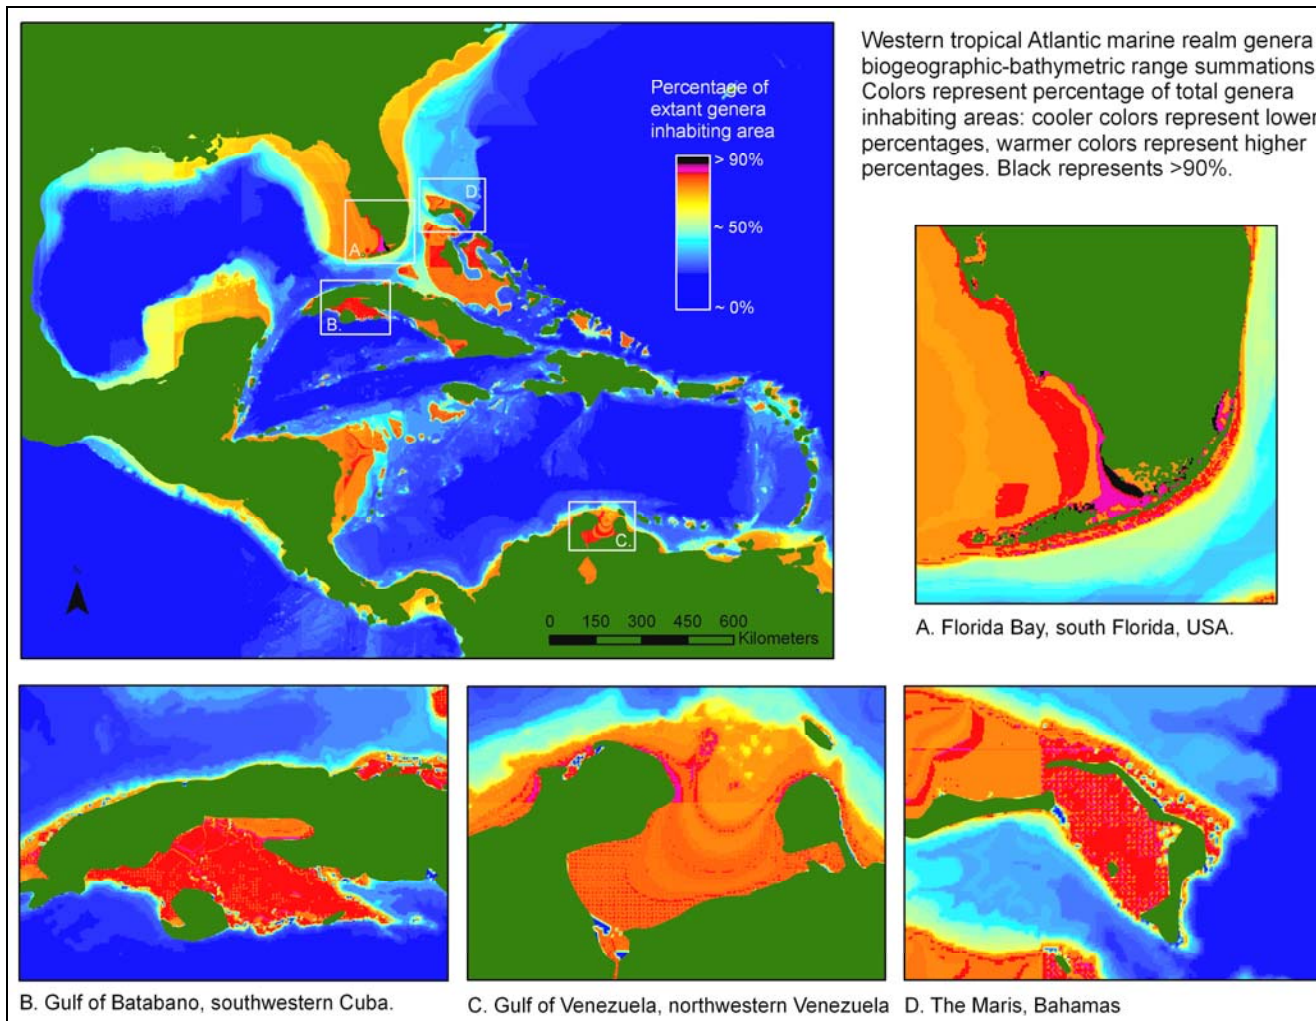 Western tropical Atlantic marine realm genera
biogeographic-bathymetric range summations
Colors represent percentage of total genera
inhabiting areas: cooler colors represent lower
percentages, warmer colors represent higher
percentages. Black represents >90%.
Percentage of
extant genera
inhabiting area
> 90%
~ 50%
~ 0%
D.
A.
B.
C.
0 150 300 450 600
Kilometers
A. Florida Bay, south Florida, USA.
B. Gulf of Batabano, southwestern Cuba.
C. Gulf of Venezuela, northwestern Venezuela
D. The Maris, Bahamas